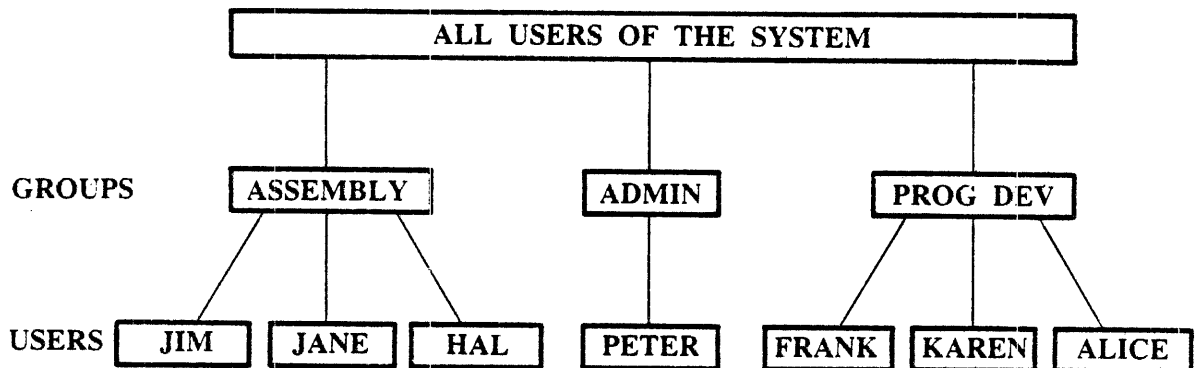 ALL USERS OF THE SYSTEM
GROUPS ASSEMBLY ADMIN PROG DEV
USERS JIM JANE HAL PETER FRANK KAREN ALICE